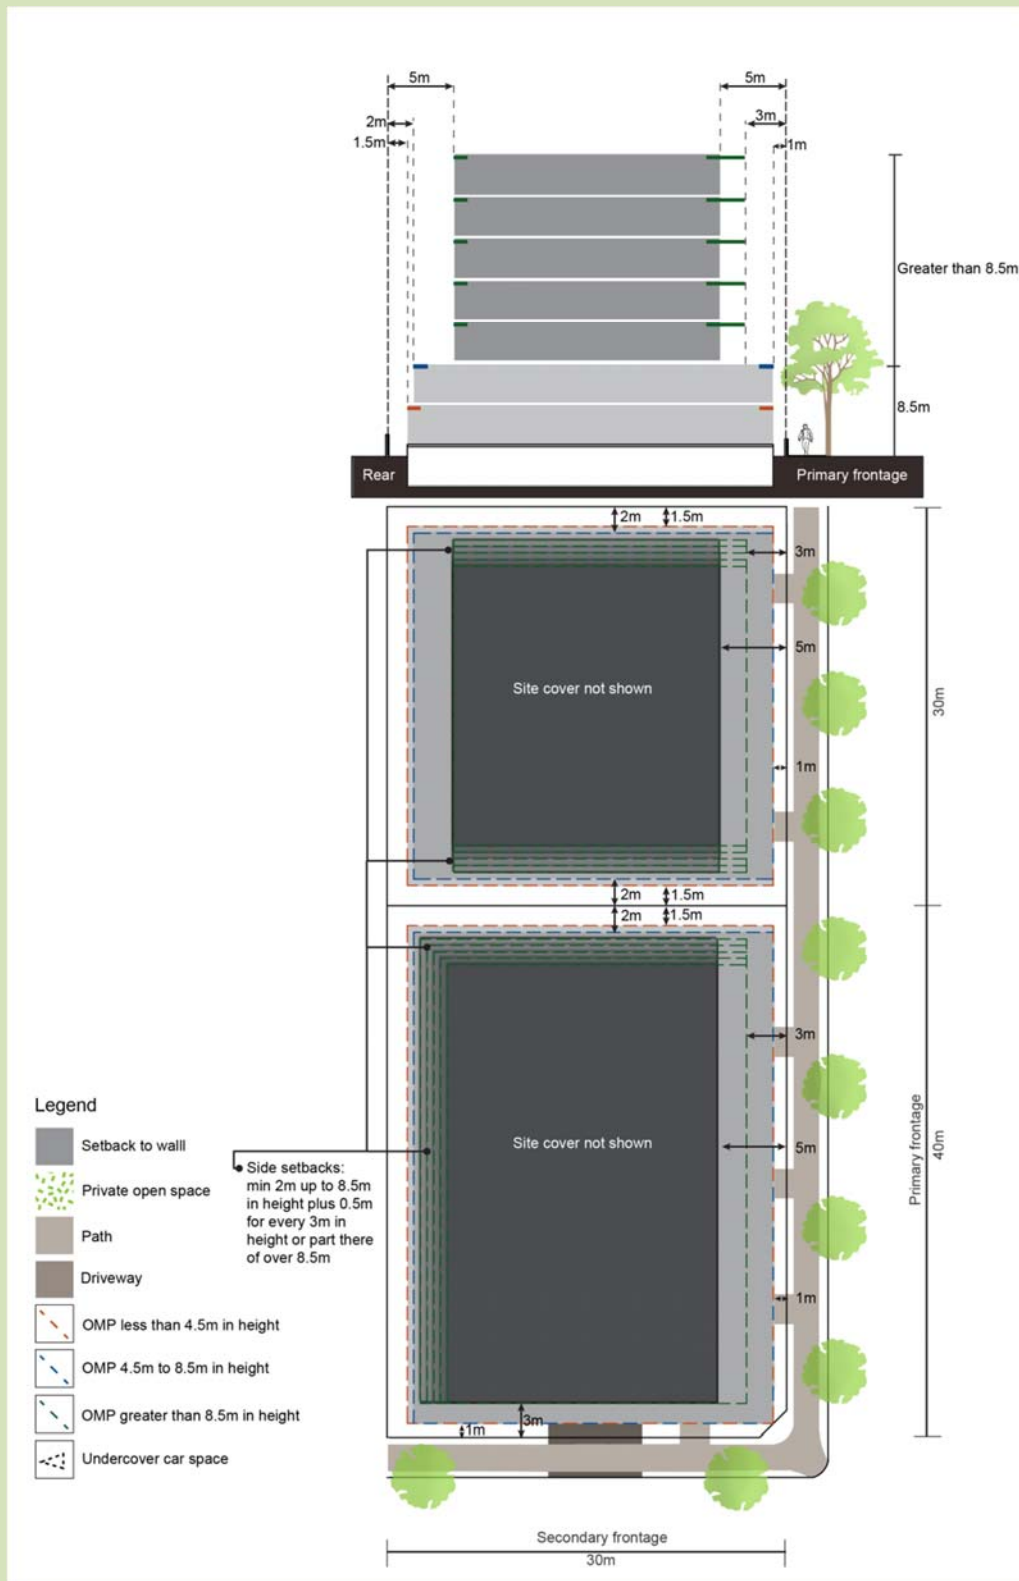 5m
5m
2m
3m
1.5m
1m
Greater than 8.5m
8.5m
Rear
Primary frontage
2m
1.5m
3m
5m
Site cover not shown
30m
1m
2m
1.5m
2m
1.5m
3m
Primary frontage
40m
Site cover not shown
5m
1m
3m
1m
Legend
Setback to walll
Private open space
Path
Driveway
OMP less than 4.5m in height
OMP 4.5m to 8.5m in height
OMP greater than 8.5m in height
Undercover car space
Side setbacks:
min 2m up to 8.5m
in height plus 0.5m
for every 3m in
height or part there
of over 8.5m
Secondary frontage
30m